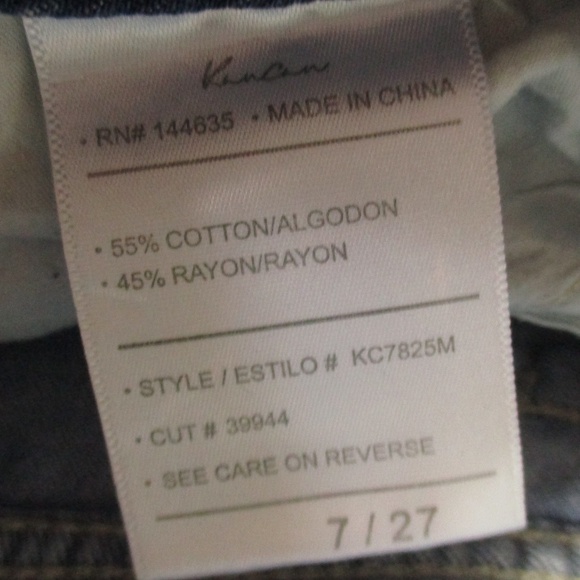 KanCan
• RN# 144635 • MADE IN CHINA
• 55% COTTON/ALGODON
• 45% RAYON/RAYON
• STYLE / ESTILO # KC7825M
• CUT # 39944
• SEE CARE ON REVERSE
7 / 27